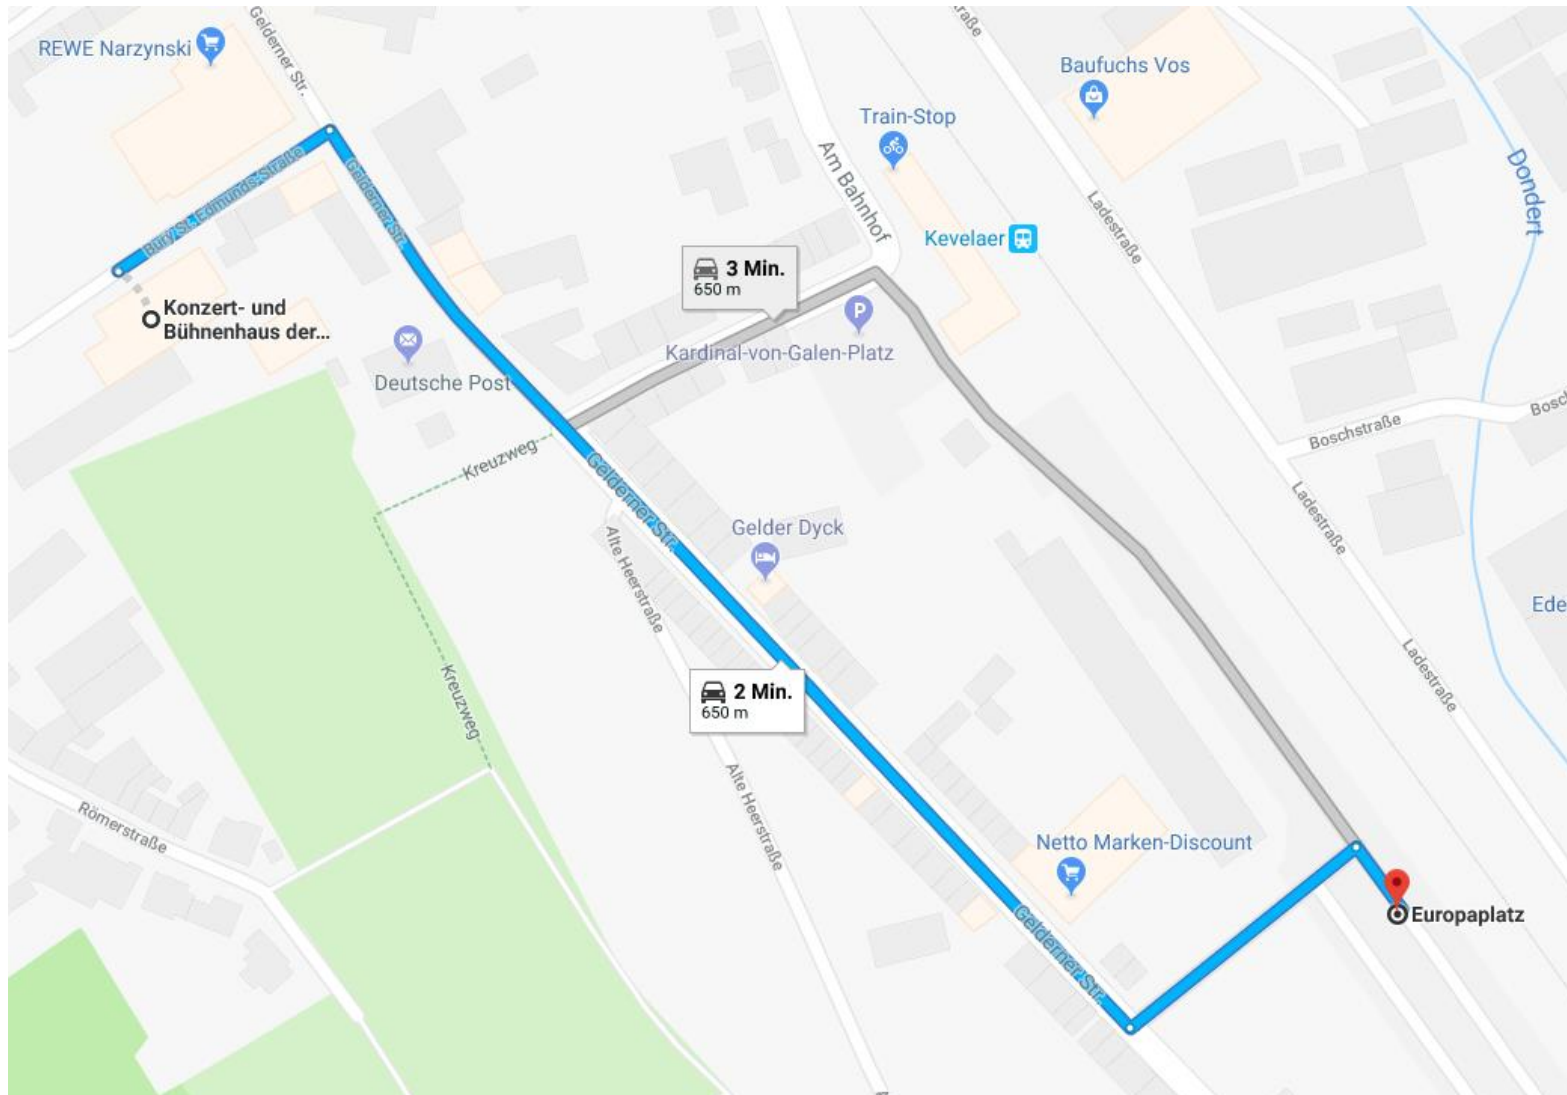 Gelderner Str.
REWE Narzynski
raße
Baufuchs Vos
Train-Stop
Am Bahnhof
Dondert
Bury St. Edmunds-Straße
Gelderner Str.
Ladestraße
Kevelaer
3 Min.
650 m
P
Konzert- und
Bühnenhaus der...
Kardinal-von-Galen-Platz
Deutsche Post
Bosch
Boschstraße
Kreuzweg
Gelderner Str.
Ladestraße
Gelder Dyck
Alte Heerstraße
Ede
Ladestraße
Kreuzweg
2 Min.
650 m
Römerstraße
Alte Heerstraße
Netto Marken-Discount
Europaplatz
Gelderner Str.